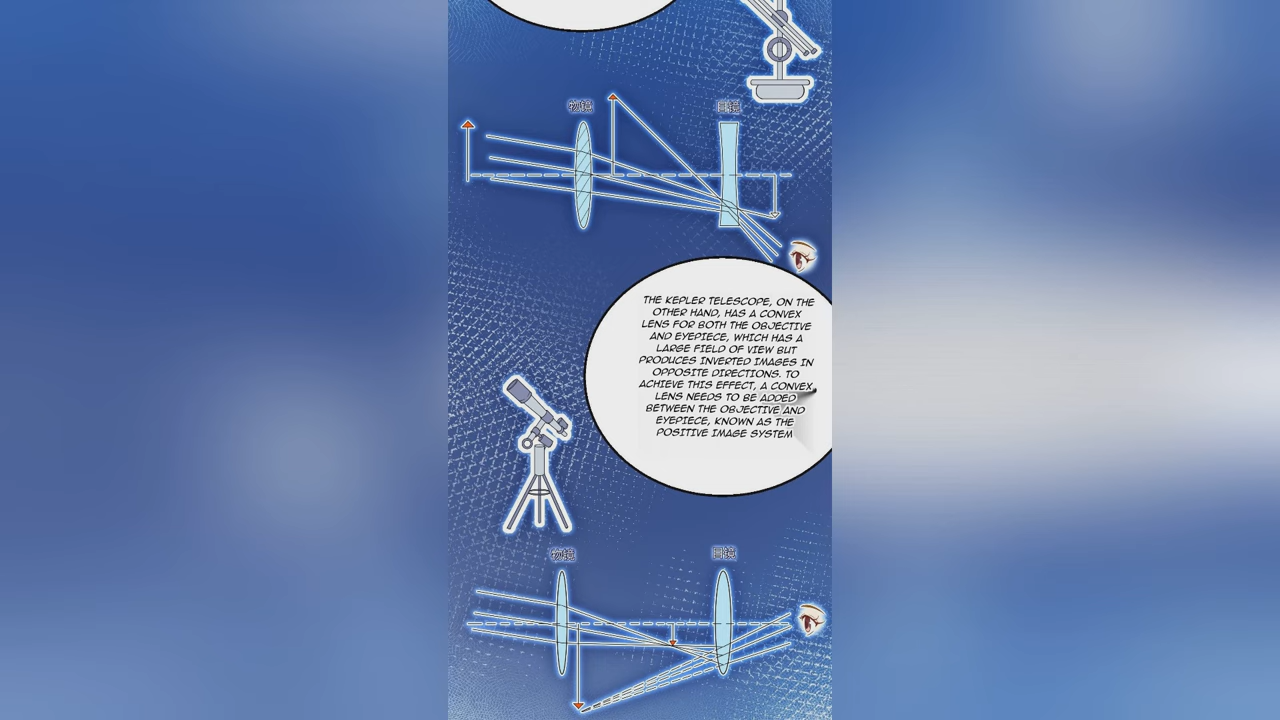 物镜
目镜
THE KEPLER TELESCOPE, ON THE
OTHER HAND, HAS A CONVEX
LENS FOR BOTH THE OBJECTIVE
AND EYEPIECE, WHICH HAS A
LARGE FIELD OF VIEW BUT
PRODUCES INVERTED IMAGES IN
OPPOSITE DIRECTIONS. TO
ACHIEVE THIS EFFECT, A CONVEX
LENS NEEDS TO BE ADDED
BETWEEN THE OBJECTIVE AND
EYEPIECE, KNOWN AS THE
POSITIVE IMAGE SYSTEM
物镜
目镜